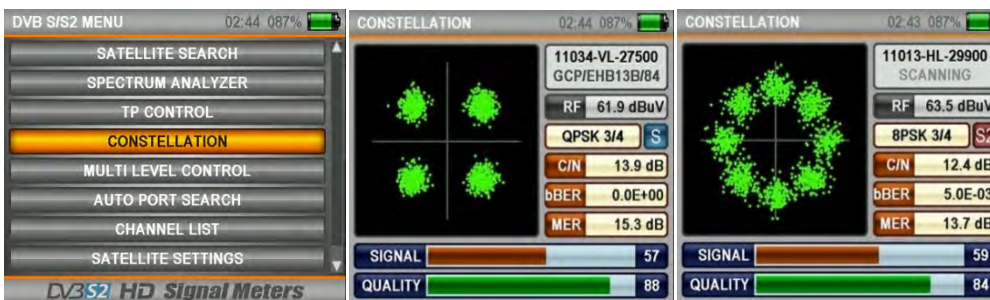 DVB S/S2 MENU 02:44 087%
SATELLITE SEARCH
SPECTRUM ANALYZER
TP CONTROL
CONSTELLATION
MULTI LEVEL CONTROL
AUTO PORT SEARCH
CHANNEL LIST
SATELLITE SETTINGS
DVBS2 HD Signal Meters
CONSTELLATION 02:44 087%
11034-VL-27500
GCP/EHB13B/84
RF 61.9 dBuV
QPSK 3/4 S
C/N 13.9 dB
bBER 0.0E+00
MER 15.3 dB
SIGNAL 57
QUALITY 88
CONSTELLATION 02:43 087%
11013-HL-29900
SCANNING
RF 63.5 dBuV
8PSK 3/4 S2
C/N 12.4 dB
bBER 5.0E-03
MER 13.7 dB
SIGNAL 59
QUALITY 84